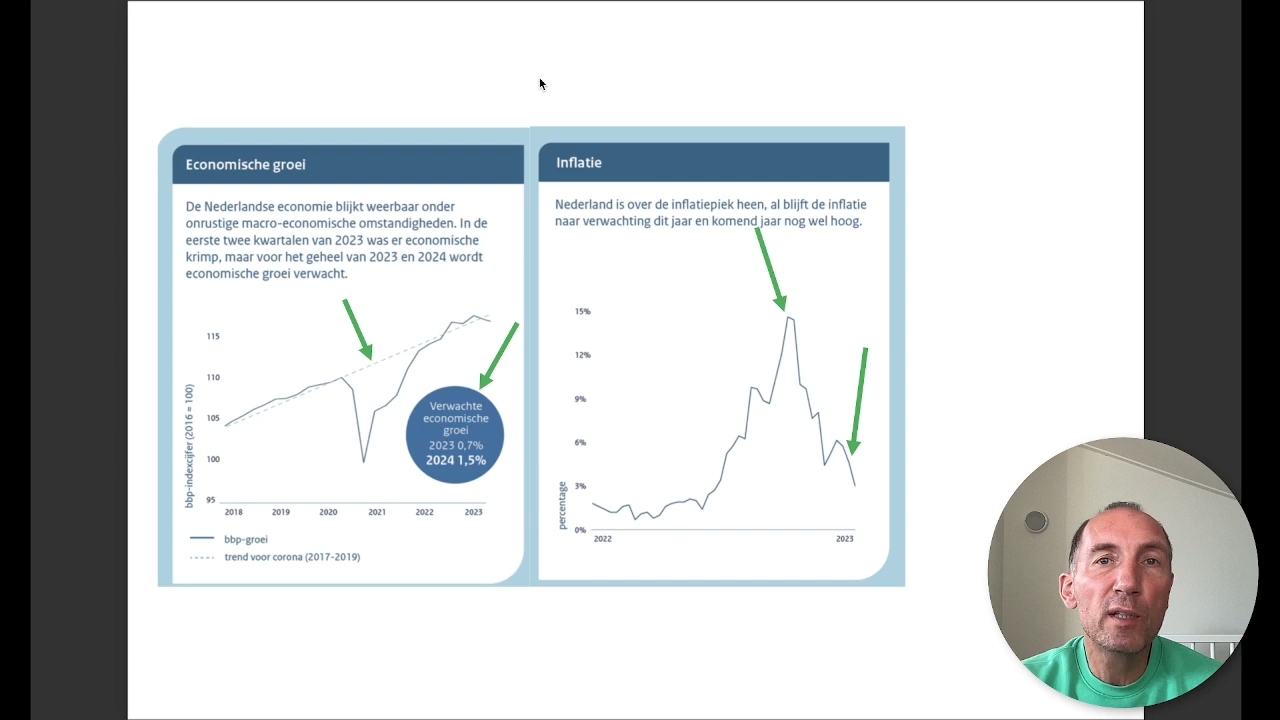 Economische groei
De Nederlandse economie blijkt weerbaar onder
onrustige macro-economische omstandigheden. In de
eerste twee kwartalen van 2023 was er economische
krimp, maar voor het geheel van 2023 en 2024 wordt
economische groei verwacht.
bbp-indexcijfer (2016 = 100)
115
110
105
100
95
2018 2019 2020 2021 2022 2023
Verwachte
economische
groei
2023 0,7%
2024 1,5%
bbp-groei
trend voor corona (2017-2019)
Inflatie
Nederland is over de inflatiepiek heen, al blijft de inflatie
naar verwachting dit jaar en komend jaar nog wel hoog.
percentage
15%
12%
9%
6%
3%
0%
2022 2023